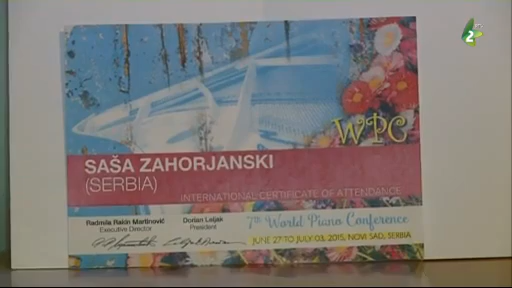 2
WPC
SAŠA ZAHORJANSKI
(SERBIA)
INTERNATIONAL CERTIFICATE OF ATTENDANCE
Radmila Rakin Martinović
Executive Director
Dorian Leljak
President
7th World Piano Conference
JUNE 27 TO JULY 03, 2015, NOVI SAD, SERBIA